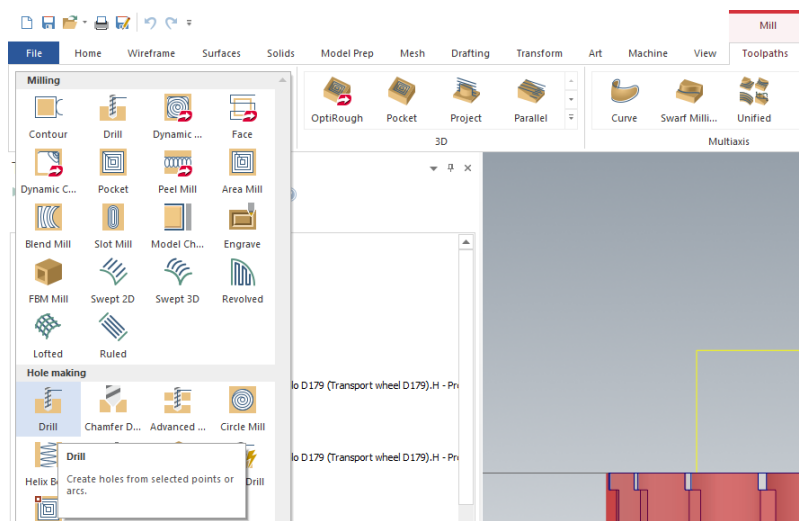 Mill
File Home Wireframe Surfaces Solids Model Prep Mesh Drafting Transform Art Machine View Toolpaths
Milling
Contour Drill Dynamic ... Face
Dynamic C... Pocket Peel Mill Area Mill
Blend Mill Slot Mill Model Ch... Engrave
FBM Mill Swept 2D Swept 3D Revolved
Lofted Ruled
Hole making
Drill Chamfer D... Advanced ... Circle Mill
Helix B
Drill
Drill
Create holes from selected points or
arcs.
OptiRough Pocket Project Parallel
3D
Curve Swarf Milli... Unified
Multiaxis
lo D179 (Transport wheel D179).H - Pr
lo D179 (Transport wheel D179).H - Pr